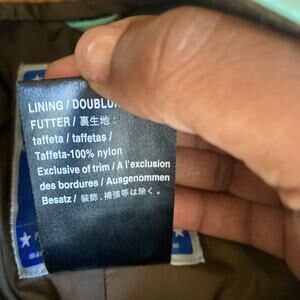 LINING / DOUBLU
FUTTER / 裏生地 :
taffeta / taffetas /
Taffeta-100% nylon
Exclusive of trim / A l'exclusion
des bordures / Ausgenommen
Besatz / 装飾、補強等は除く。